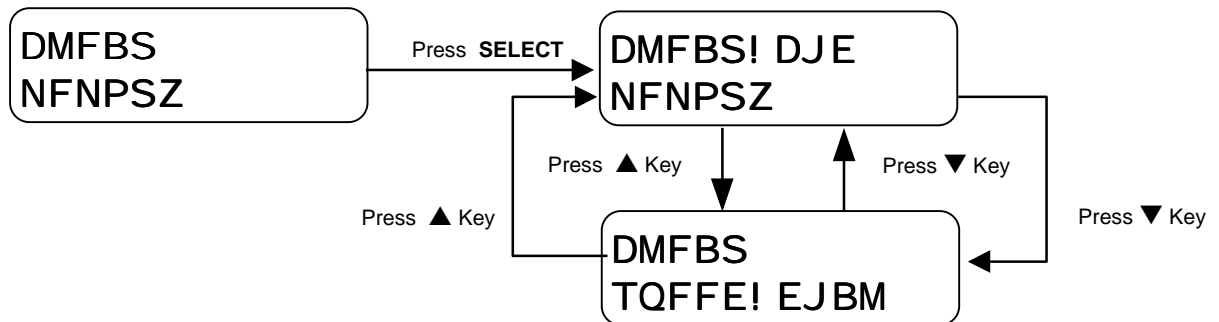 DMFBS
NFNPSZ
Press SELECT
DMFBS! DJE
NFNPSZ
Press ▲ Key
Press ▼ Key
Press ▲ Key
Press ▼ Key
DMFBS
TQFFE! EJBM